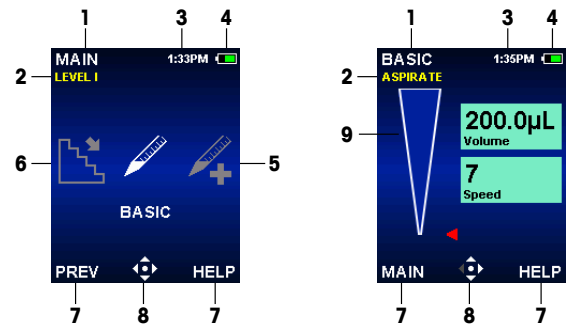 1 3 4
MAIN 1:33PM
2 LEVEL I
6 5
BASIC
PREV HELP
7 8 7
1 3 4
BASIC 1:35PM
2 ASPIRATE
9 200.0µL
Volume
7
Speed
MAIN HELP
7 8 7